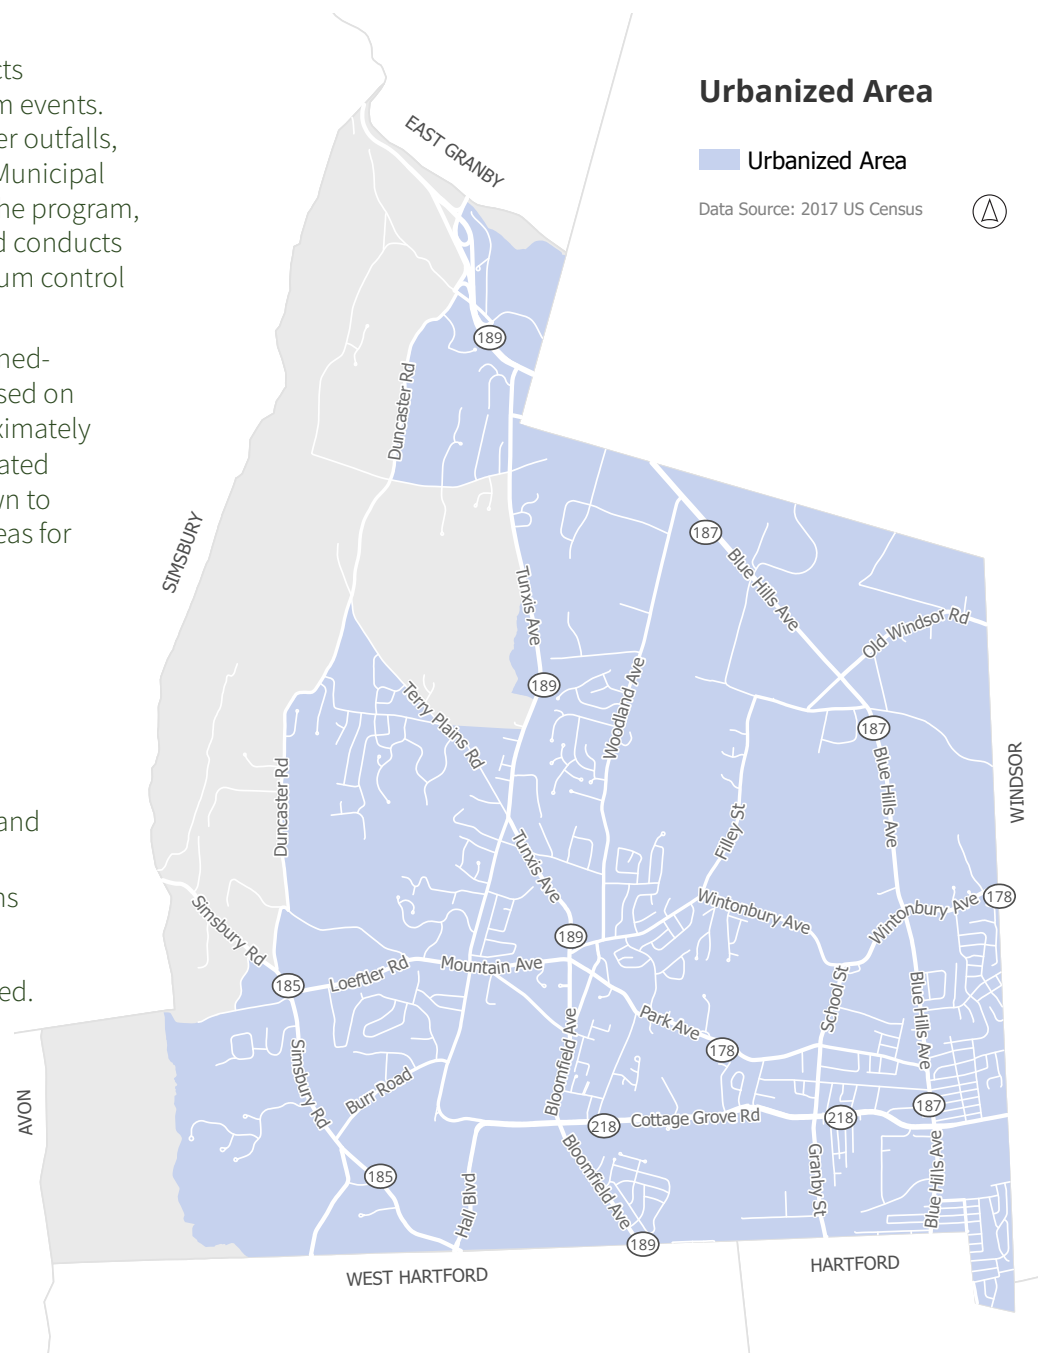 cts
m events.
er outfalls,
Municipal
he program,
d conducts
um control
ned-
sed on
ximately
ated
wn to
eas for
and
ns
ed.
Urbanized Area
Urbanized Area
Data Source: 2017 US Census
EAST GRANBY
189
Duncaster Rd
SIMSBURY
187
Blue Hills Ave
Tunxis Ave
Old Windsor Rd
189
Terry Plains Rd
Woodland Ave
187
WINDSOR
Duncaster Rd
Blue Hills Ave
Filley St
Tunxis Ave
Simsbury Rd
Wintonbury Ave
Wintonbury Ave
178
189
185
Loeffler Rd
Mountain Ave
School St
Blue Hills Ave
Park Ave
178
Simsbury Rd
Burr Road
Bloomfield Ave
AVON
218
Cottage Grove Rd
218
187
185
Hall Blvd
Bloomfield Ave
Granby St
Blue Hills Ave
189
WEST HARTFORD
HARTFORD